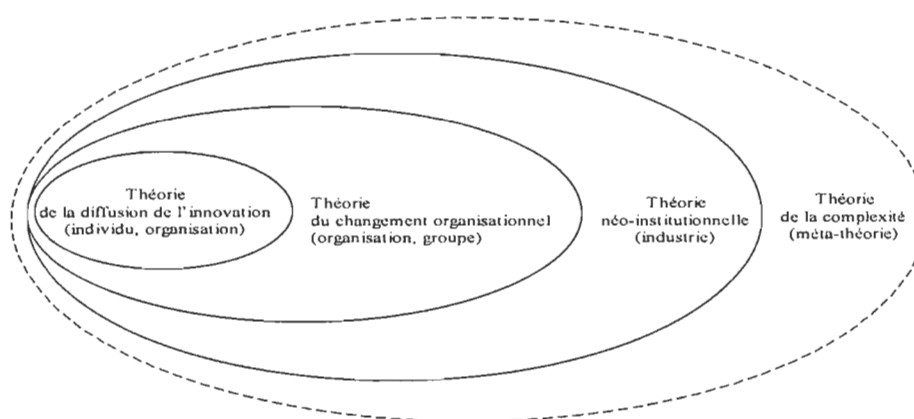 Théorie
de la diffusion de l'innovation
(individu, organisation)
Théorie
du changement organisationnel
(organisation, groupe)
Théorie
néo-institutionnelle
(industrie)
Théorie
de la complexité
(méta-théorie)